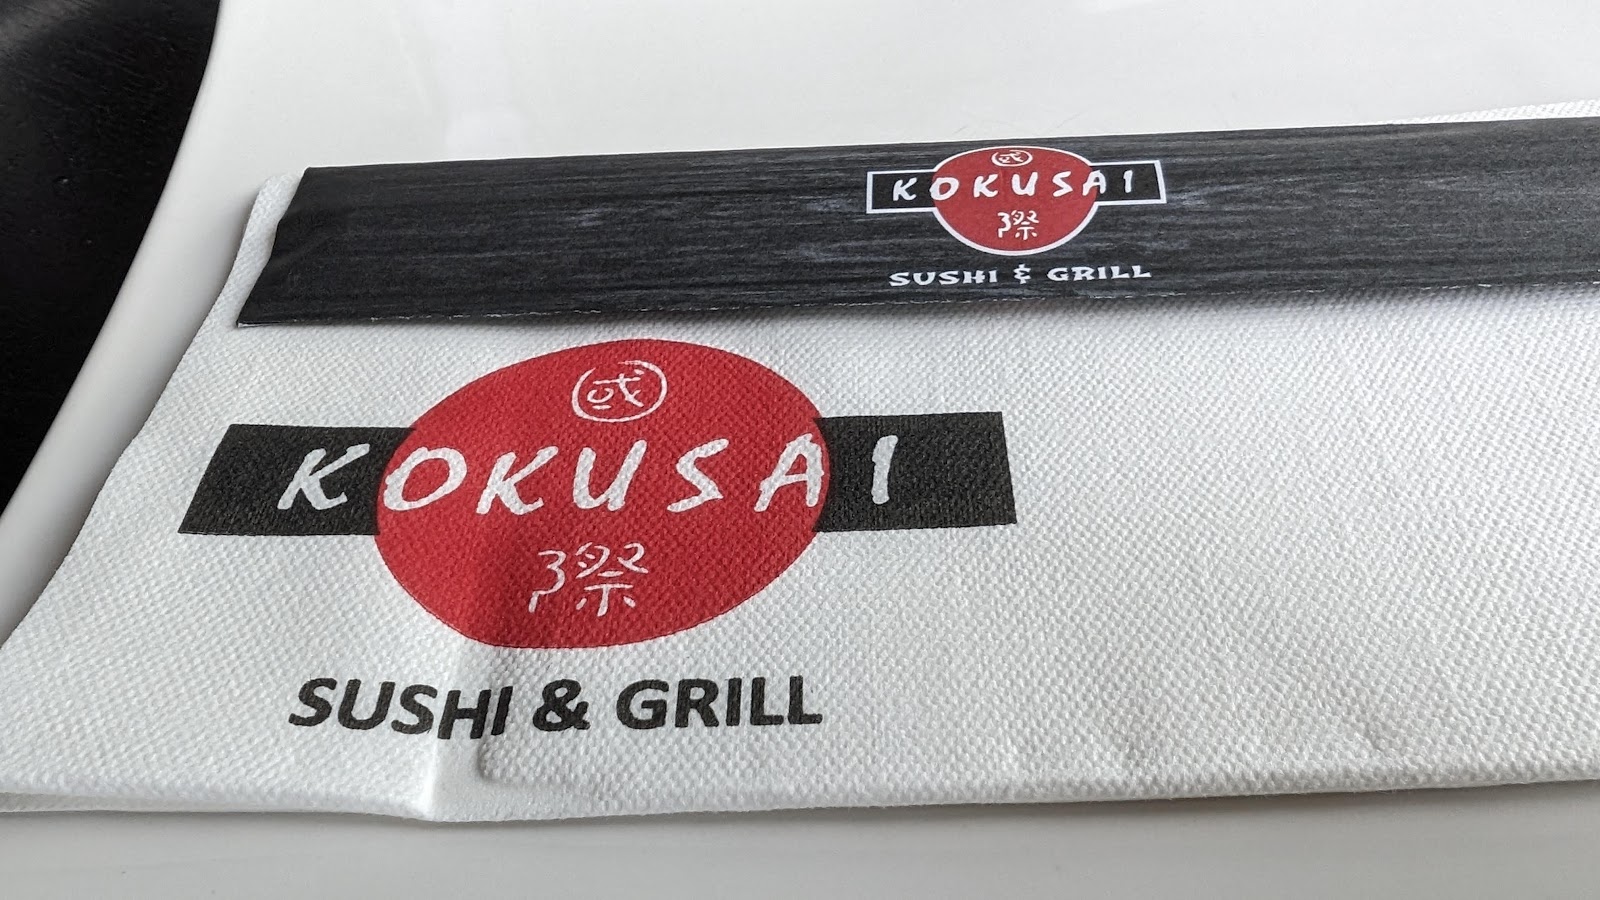 國
KOKUSAI
際
SUSHI & GRILL
國
KOKUSAI
際
SUSHI & GRILL